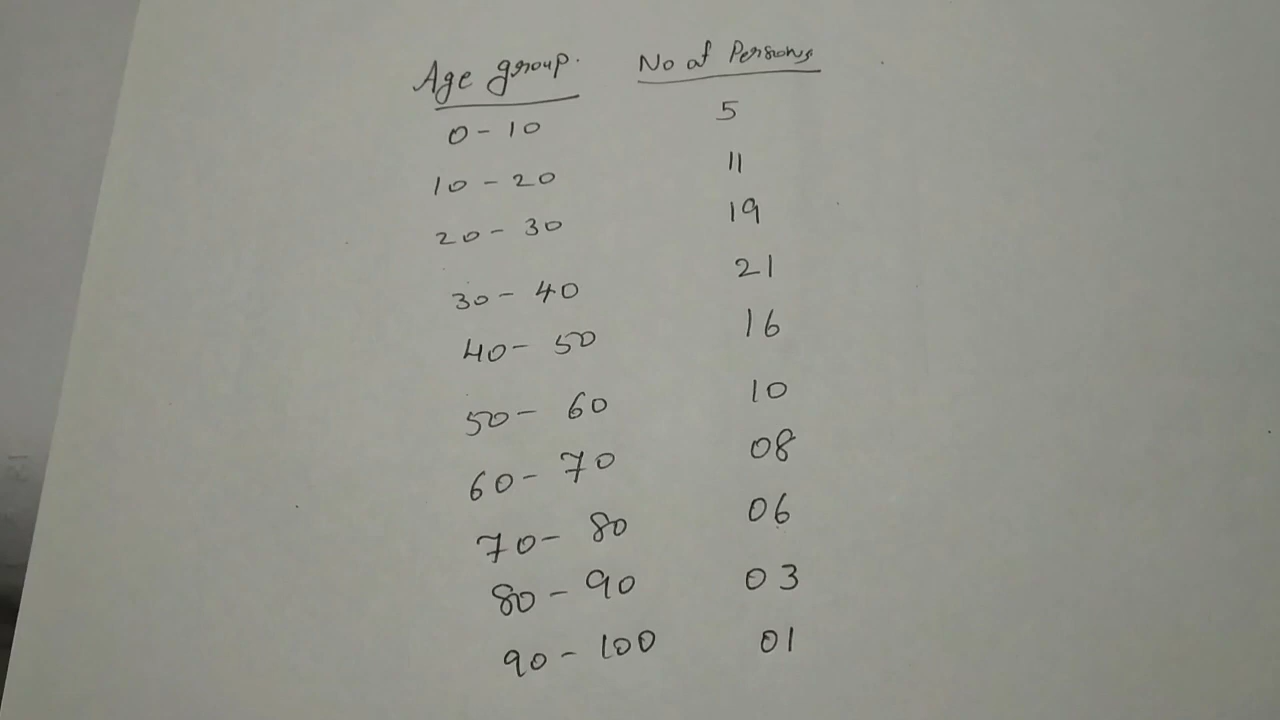 Age group. No of Persons
0 - 10 5
10 - 20 11
20 - 30 19
30 - 40 21
40 - 50 16
50 - 60 10
60 - 70 08
70 - 80 06
80 - 90 03
90 - 100 01